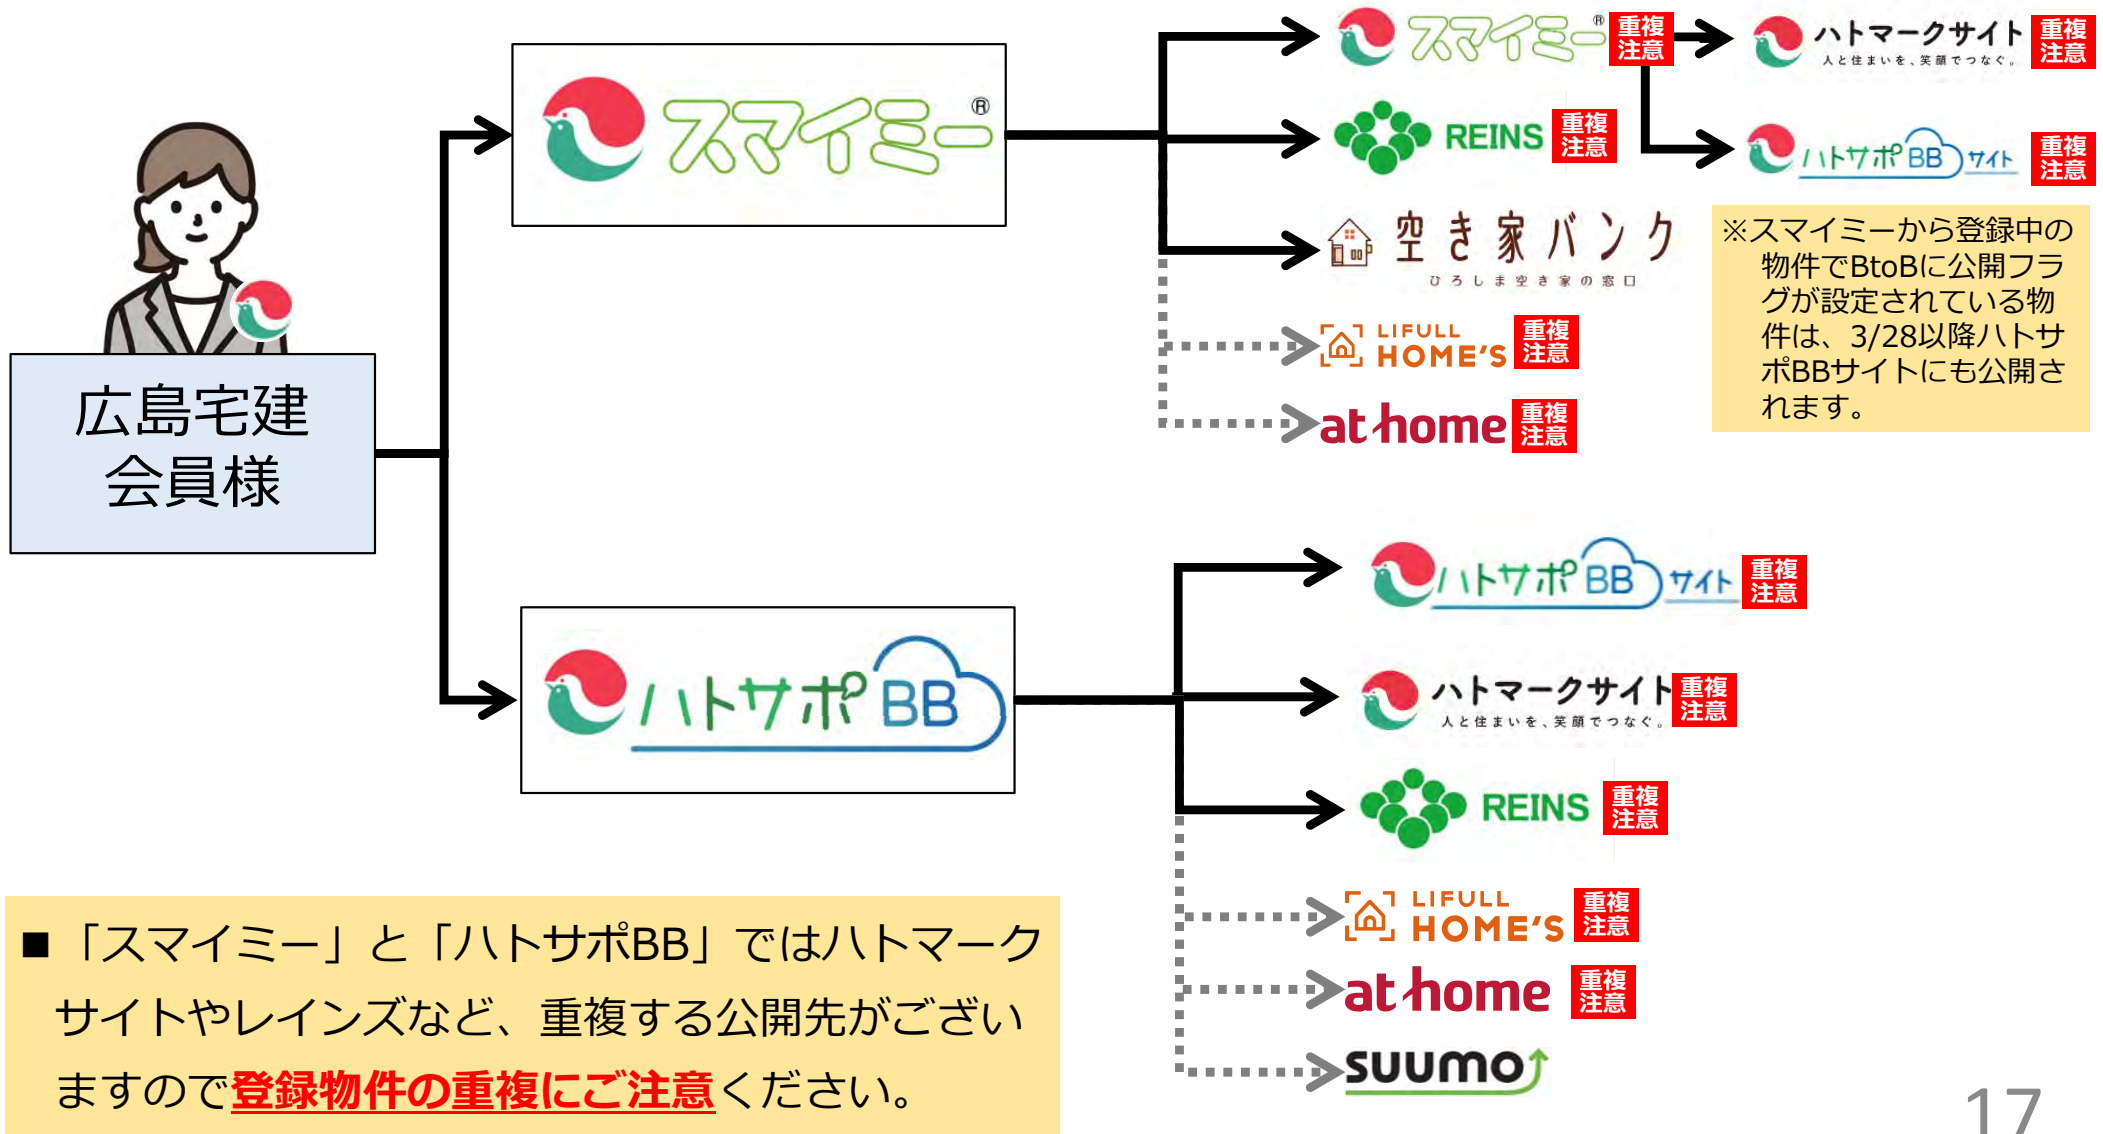 広島宅建
会員様
スマイミー®
スマイミー®
重複
注意
ハトマークサイト
人と住まいを、笑顔でつなぐ。
重複
注意
ハトサポBBサイト
重複
注意
REINS
重複
注意
空き家バンク
ひろしま空き家の窓口
LIFULL
HOME'S
重複
注意
at home
重複
注意
※スマイミーから登録中の
物件でBtoBに公開フラ
グが設定されている物
件は、3/28以降ハトサ
ポBBサイトにも公開さ
れます。
ハトサポBB
ハトサポBBサイト
重複
注意
ハトマークサイト
人と住まいを、笑顔でつなぐ。
重複
注意
REINS
重複
注意
LIFULL
HOME'S
重複
注意
at home
重複
注意
suumo
■「スマイミー」と「ハトサポBB」ではハトマーク
サイトやレインズなど、重複する公開先がござい
ますので登録物件の重複にご注意ください。
17